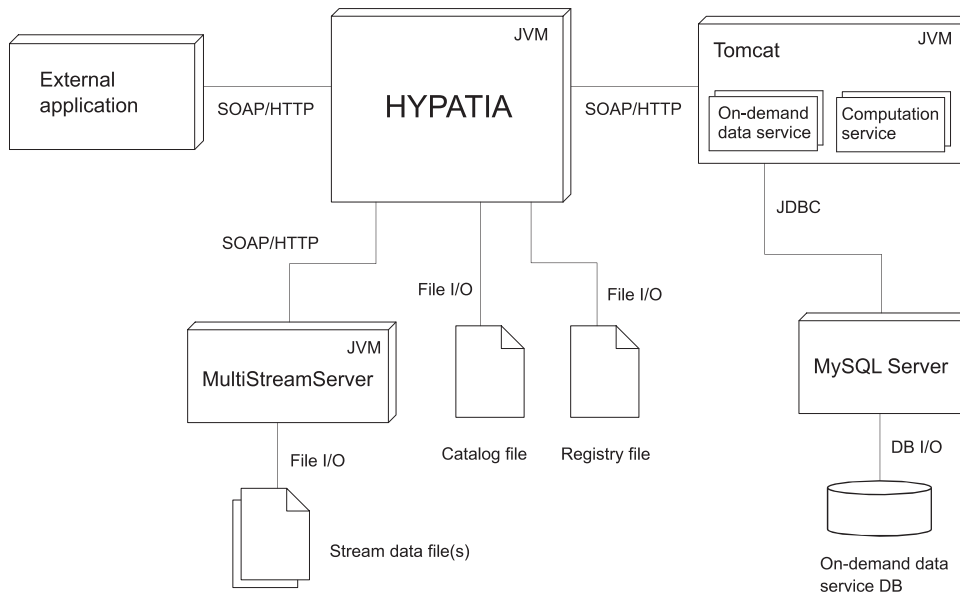 JVM
JVM
Tomcat
External
application
HYPATIA
SOAP/HTTP
SOAP/HTTP
On-demand
data service
Computation
service
JDBC
SOAP/HTTP
File I/O
File I/O
JVM
MultiStreamServer
MySQL Server
Catalog file
Registry file
File I/O
DB I/O
Stream data file(s)
On-demand data
service DB